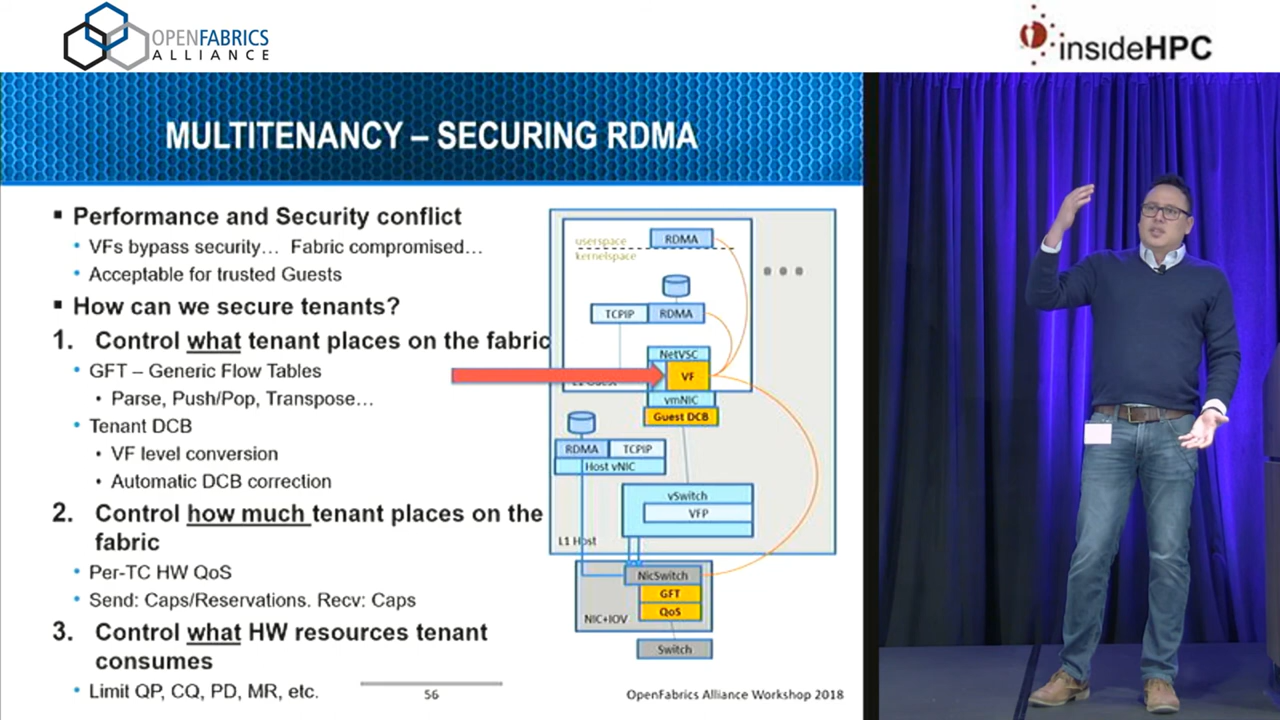 OPENFABRICS
ALLIANCE
insideHPC
MULTITENANCY – SECURING RDMA
▪ Performance and Security conflict
• VFs bypass security… Fabric compromised…
• Acceptable for trusted Guests
▪ How can we secure tenants?
1. Control what tenant places on the fabric
• GFT – Generic Flow Tables
• Parse, Push/Pop, Transpose…
• Tenant DCB
• VF level conversion
• Automatic DCB correction
2. Control how much tenant places on the
fabric
• Per-TC HW QoS
• Send: Caps/Reservations. Recv: Caps
3. Control what HW resources tenant
consumes
• Limit QP, CQ, PD, MR, etc.
userspace
kernelspace
RDMA
TCPIP
RDMA
NetVSC
VF
vmNIC
Guest DCB
RDMA
TCPIP
Host vNIC
vSwitch
VFP
L1 Host
NicSwitch
GFT
QoS
NIC+IOV
Switch
56
OpenFabrics Alliance Workshop 2018